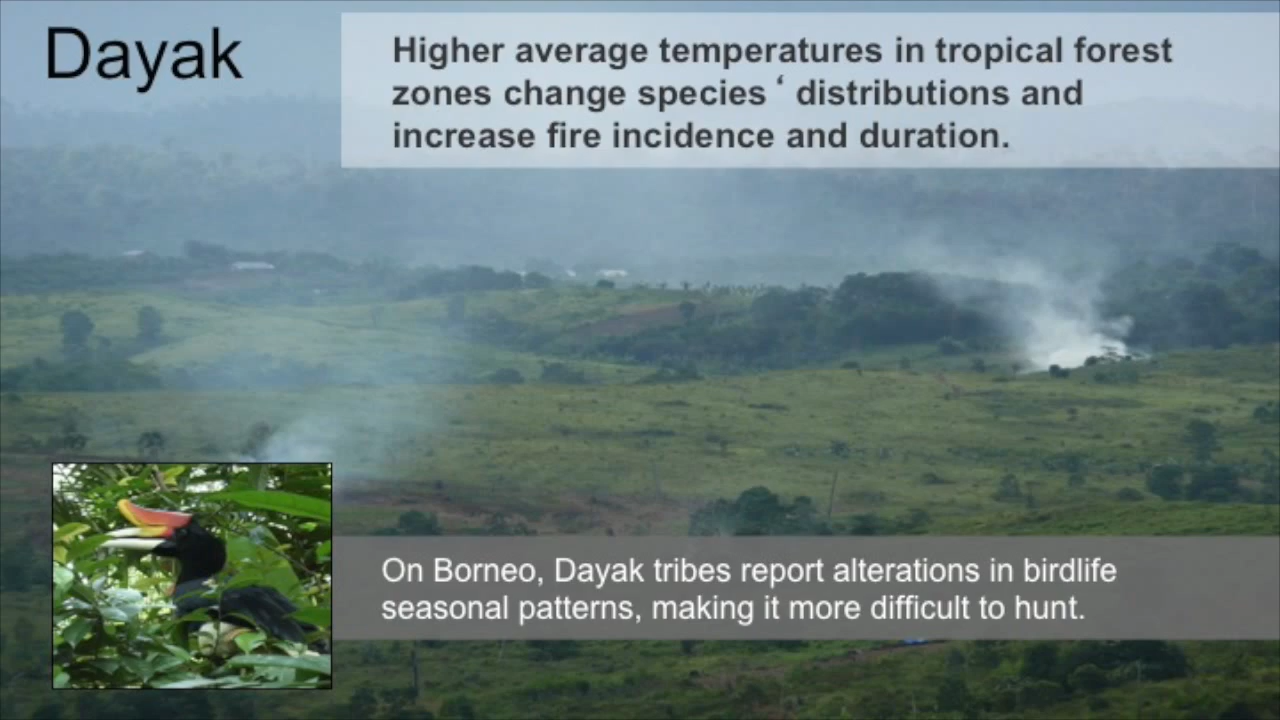 Dayak
Higher average temperatures in tropical forest
zones change species ‘ distributions and
increase fire incidence and duration.
On Borneo, Dayak tribes report alterations in birdlife
seasonal patterns, making it more difficult to hunt.